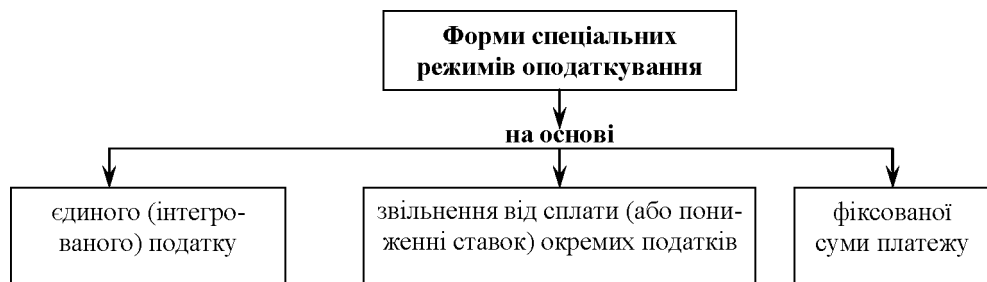 Форми спеціальних
режимів оподаткування
на основі
єдиного (інтегро-
ваного) податку
звільнення від сплати (або пони-
женні ставок) окремих податків
фіксованої
суми платежу